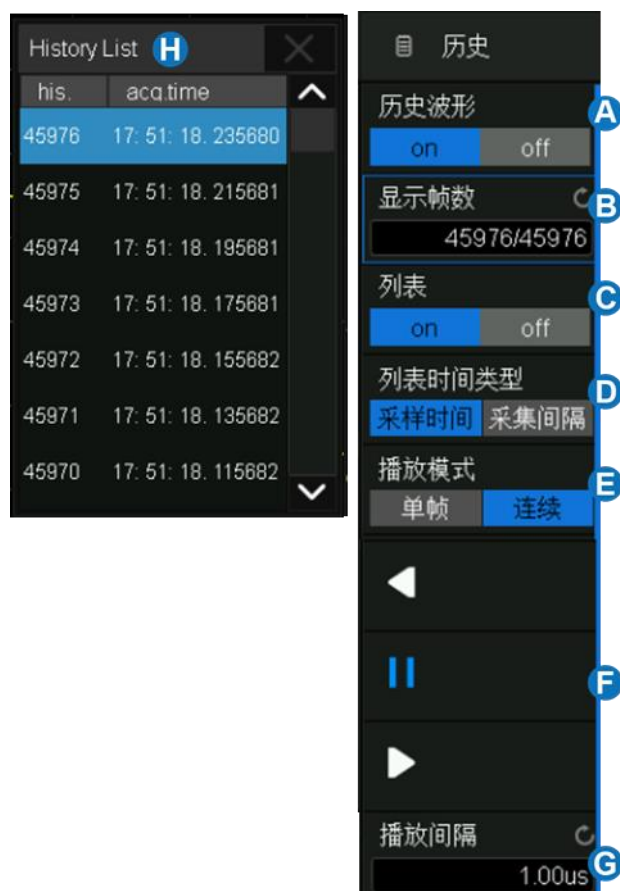 History List H
his. acq.time
45976 17: 51: 18. 235680
45975 17: 51: 18. 215681
45974 17: 51: 18. 195681
45973 17: 51: 18. 175681
45972 17: 51: 18. 155682
45971 17: 51: 18. 135682
45970 17: 51: 18. 115682
历史
历史波形
A
on off
显示帧数
B
45976/45976
列表
C
on off
列表时间类型
D
采样时间 采集间隔
播放模式
E
单帧 连续
F
播放间隔
G
1.00us